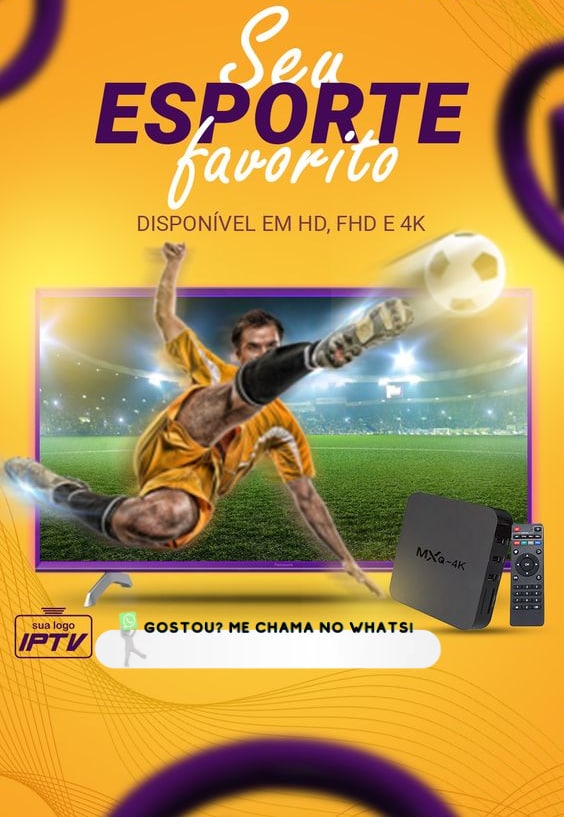 Seu
ESPORTE
favorito
DISPONÍVEL EM HD, FHD E 4K
MXQ-4K
GOSTOU? ME CHAMA NO WHATS!
sua logo
IPTV